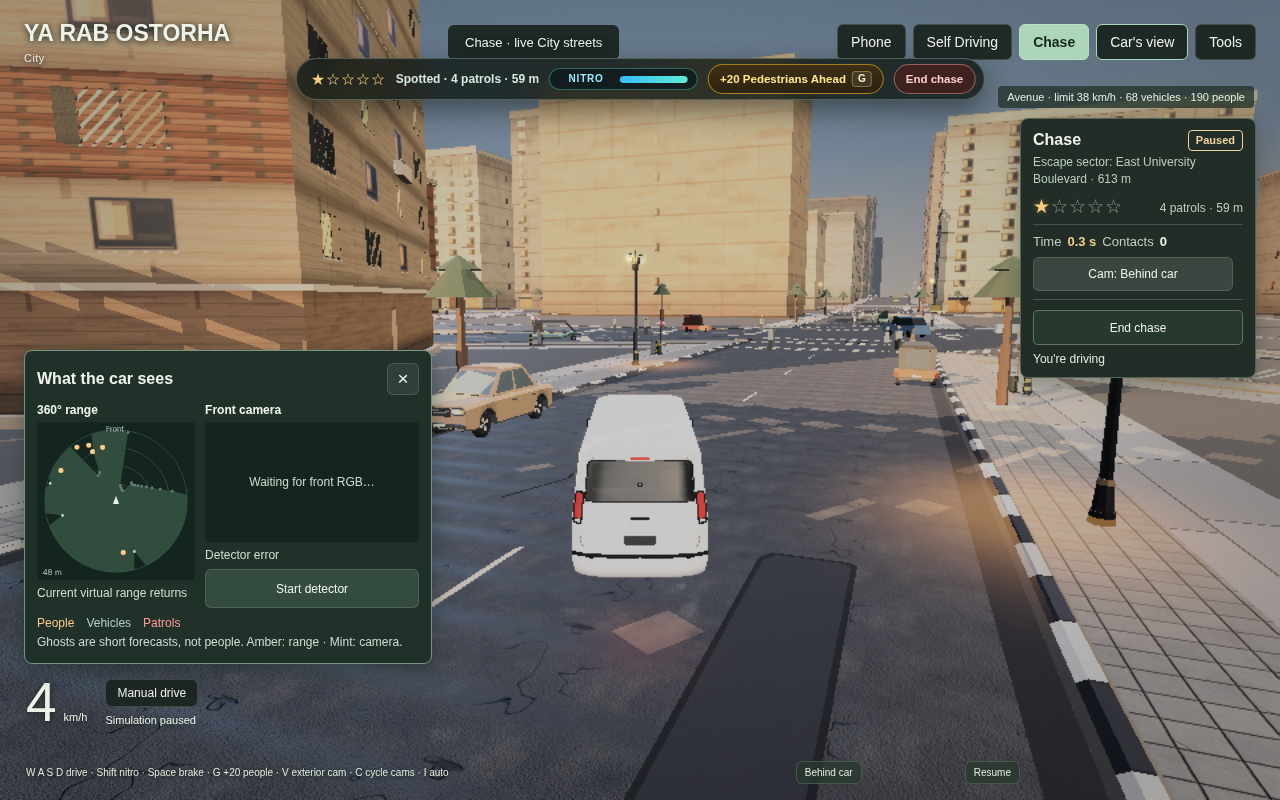 YA RAB OSTORHA
City
Chase · live City streets
Phone
Self Driving
Chase
Car's view
Tools
★☆☆☆☆ Spotted · 4 patrols · 59 m
NITRO
+20 Pedestrians Ahead G
End chase
Avenue · limit 38 km/h · 68 vehicles · 190 people
Chase
Paused
Escape sector: East University
Boulevard · 613 m
★☆☆☆☆ 4 patrols · 59 m
Time 0.3 s Contacts 0
Cam: Behind car
End chase
You're driving
What the car sees
✕
360° range
Front camera
Front
Waiting for front RGB…
48 m
Detector error
Current virtual range returns
Start detector
People Vehicles Patrols
Ghosts are short forecasts, not people. Amber: range · Mint: camera.
4 km/h
Manual drive
Simulation paused
W A S D drive · Shift nitro · Space brake · G +20 people · V exterior cam · C cycle cams · I auto
Behind car
Resume